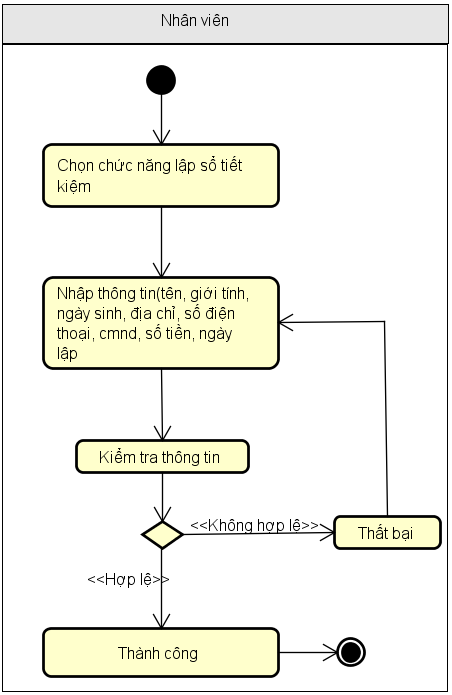 Nhân viên
Chọn chức năng lập sổ tiết
kiệm
Nhập thông tin(tên, giới tính,
ngày sinh, địa chỉ, số điện
thoại, cmnd, số tiền, ngày
lập
Kiểm tra thông tin
<<Không hợp lệ>>
Thất bại
<<Hợp lệ>>
Thành công